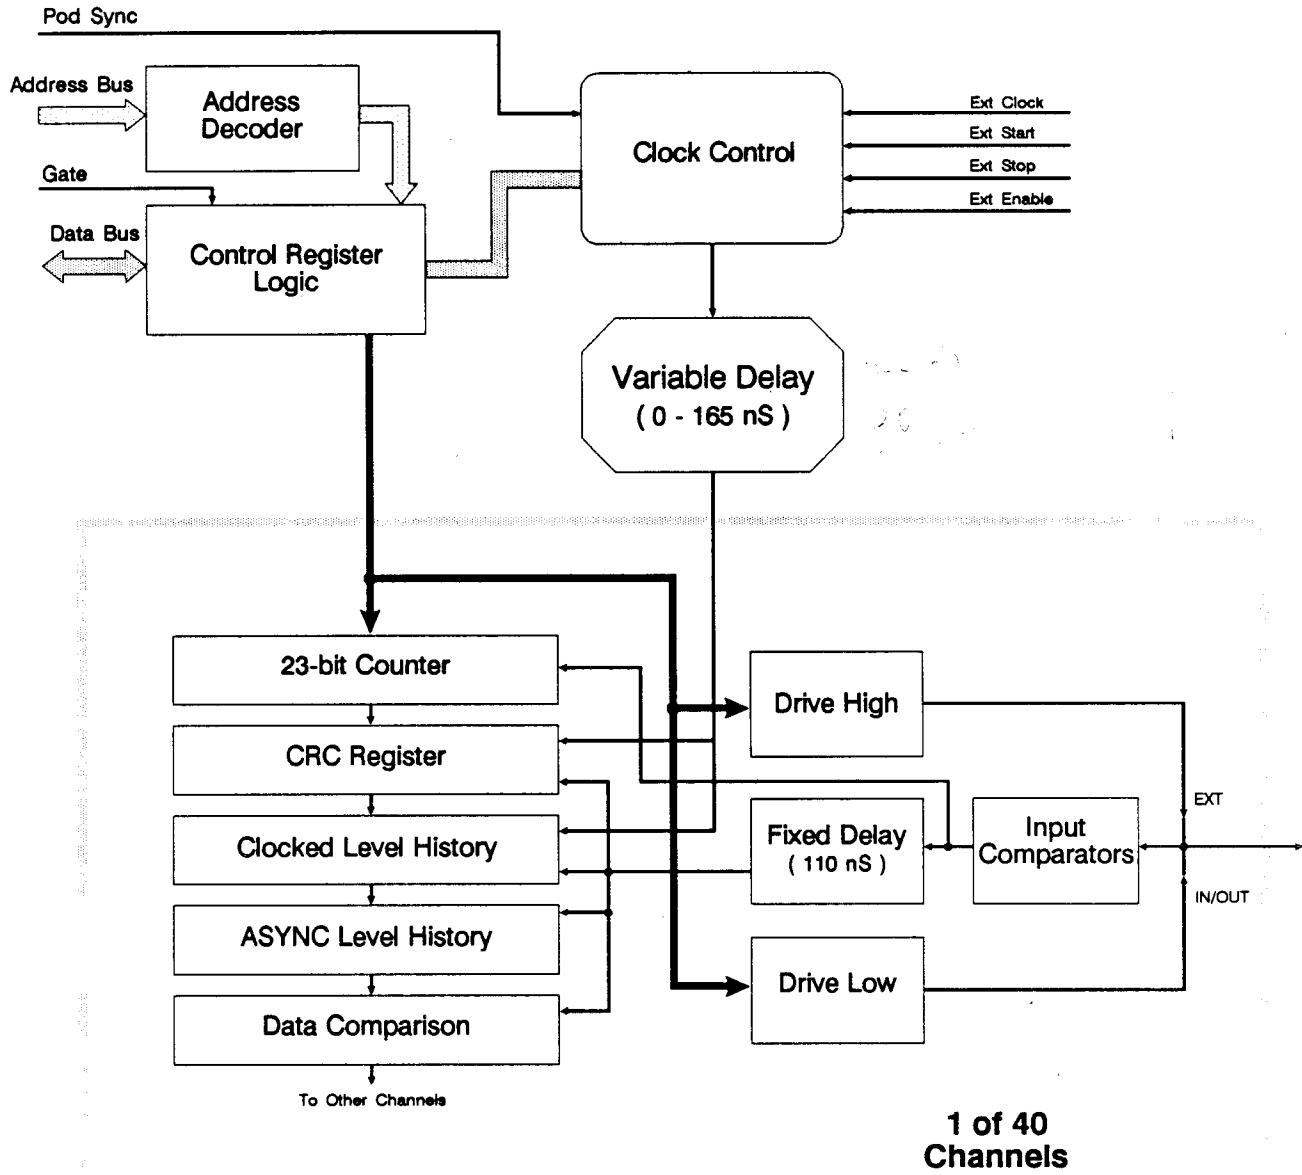 Pod Sync
Address Bus
Address
Decoder
Ext Clock
Ext Start
Clock Control
Ext Stop
Gate
Ext Enable
Data Bus
Control Register
Logic
Variable Delay
( 0 - 165 nS )
23-bit Counter
Drive High
CRC Register
EXT
Clocked Level History
Fixed Delay
( 110 nS )
Input
Comparators
IN/OUT
ASYNC Level History
Drive Low
Data Comparison
To Other Channels
1 of 40
Channels